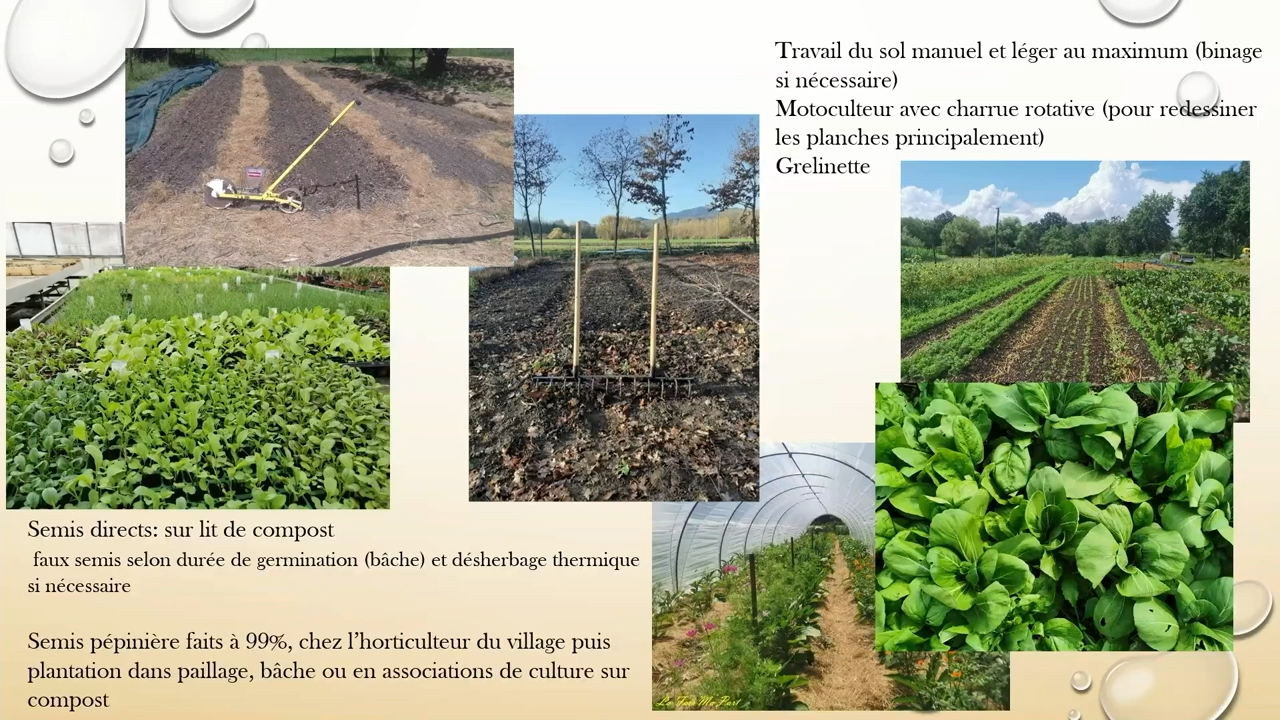 Travail du sol manuel et léger au maximum (binage
si nécessaire)
Motoculteur avec charrue rotative (pour redessiner
les planches principalement)
Grelinette
Semis directs: sur lit de compost
faux semis selon durée de germination (bâche) et désherbage thermique
si nécessaire
Semis pépinière faits à 99%, chez l’horticulteur du village puis
plantation dans paillage, bâche ou en associations de culture sur
compost